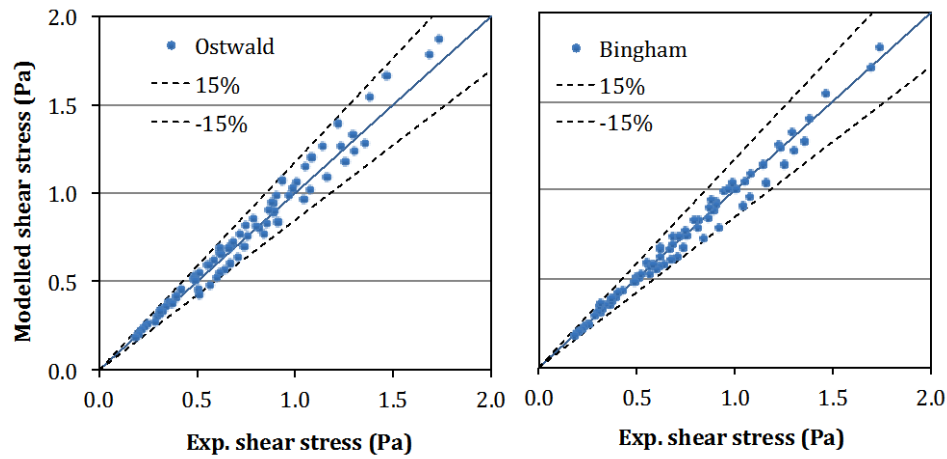 Modelled shear stress (Pa)
2.0
1.5
1.0
0.5
0.0
Ostwald
15%
-15%
0.0 0.5 1.0 1.5 2.0
Exp. shear stress (Pa)
Bingham
15%
-15%
0.0 0.5 1.0 1.5 2.0
Exp. shear stress (Pa)